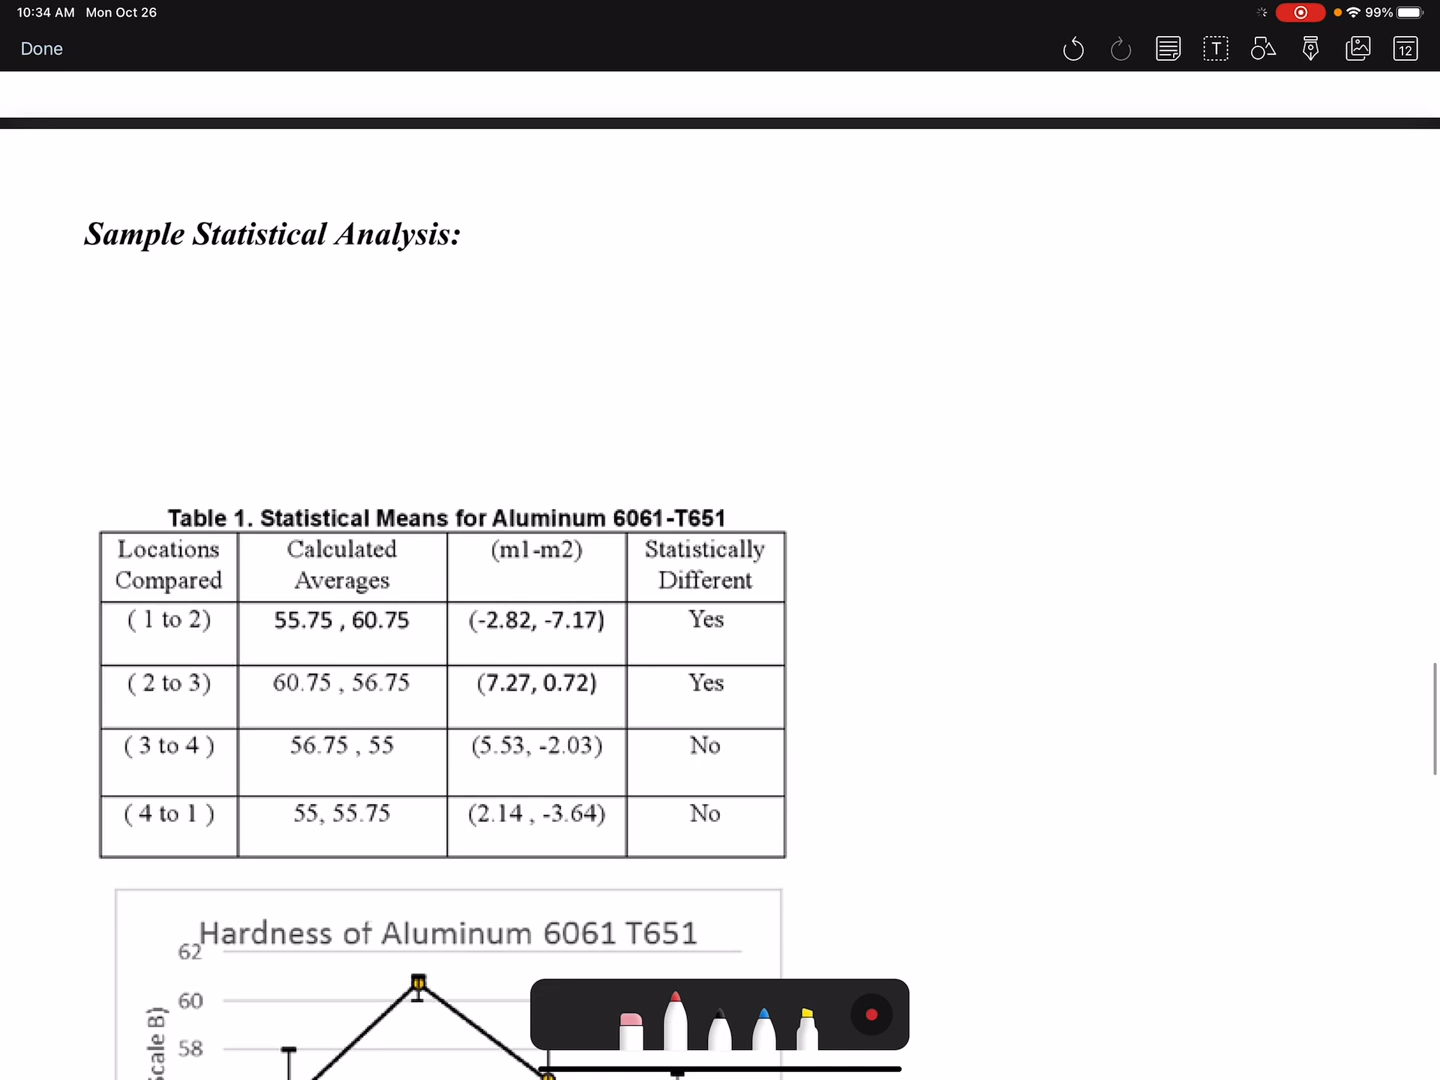 10:34 AM Mon Oct 26
99%
Done
T
12
Sample Statistical Analysis:
Table 1. Statistical Means for Aluminum 6061-T651
Locations Compared
Calculated Averages
(m1-m2)
Statistically Different
( 1 to 2)
55.75 , 60.75
(-2.82, -7.17)
Yes
( 2 to 3)
60.75 , 56.75
(7.27, 0.72)
Yes
( 3 to 4 )
56.75 , 55
(5.53, -2.03)
No
( 4 to 1 )
55, 55.75
(2.14 , -3.64)
No
Hardness of Aluminum 6061 T651
62
60
58
cale B)